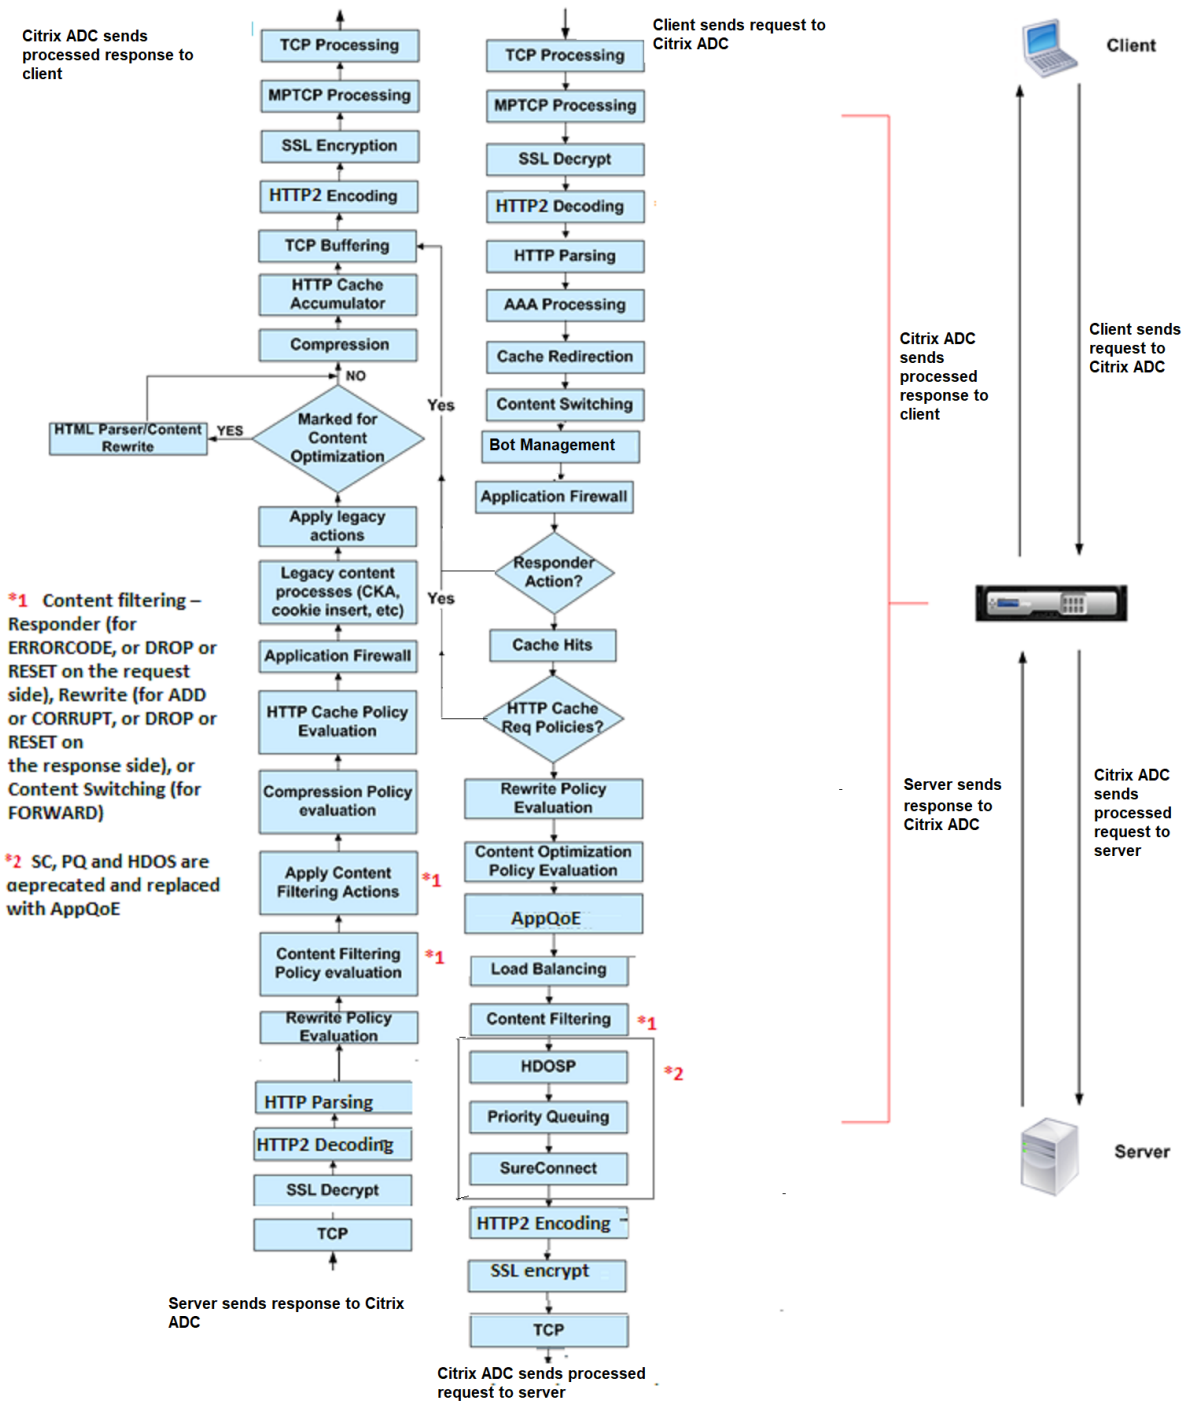 Citrix ADC sends
processed response to
client
TCP Processing
MPTCP Processing
SSL Encryption
HTTP2 Encoding
TCP Buffering
HTTP Cache
Accumulator
Compression
NO
Marked for
Content
Optimization
YES
HTML Parser/Content
Rewrite
Apply legacy
actions
Legacy content
processes (CKA,
cookie insert, etc)
Application Firewall
HTTP Cache Policy
Evaluation
Compression Policy
evaluation
Apply Content
Filtering Actions
*1
Content Filtering
Policy evaluation
*1
Rewrite Policy
Evaluation
HTTP Parsing
HTTP2 Decoding
SSL Decrypt
TCP
Server sends response to Citrix
ADC
*1 Content filtering –
Responder (for
ERRORCODE, or DROP or
RESET on the request
side), Rewrite (for ADD
or CORRUPT, or DROP or
RESET on
the response side), or
Content Switching (for
FORWARD)
*2 SC, PQ and HDOS are
deprecated and replaced
with AppQoE
Client sends request to
Citrix ADC
TCP Processing
MPTCP Processing
SSL Decrypt
HTTP2 Decoding
HTTP Parsing
AAA Processing
Cache Redirection
Content Switching
Bot Management
Application Firewall
Responder
Action?
Yes
Cache Hits
HTTP Cache
Req Policies?
Yes
Rewrite Policy
Evaluation
Content Optimization
Policy Evaluation
AppQoE
Load Balancing
Content Filtering
*1
HDOSP
*2
Priority Queuing
SureConnect
HTTP2 Encoding
SSL encrypt
TCP
Citrix ADC sends processed
request to server
Client
Citrix ADC
sends
processed
response to
client
Client sends
request to
Citrix ADC
Server sends
response to
Citrix ADC
Citrix ADC
sends
processed
request to
server
Server